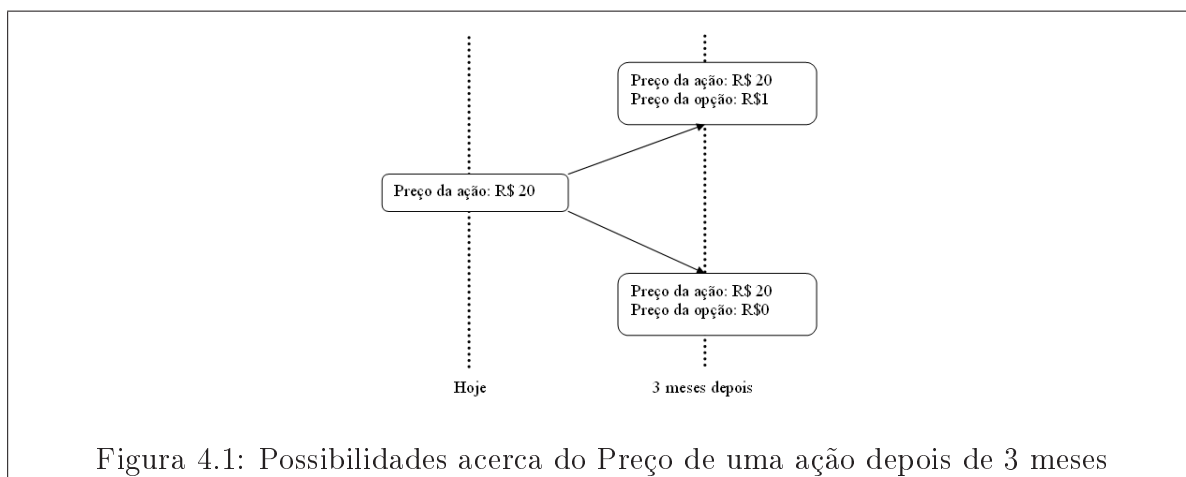 Preço da ação: R$ 20
Preço da opção: R$1
Preço da ação: R$ 20
Preço da ação: R$ 20
Preço da opção: R$0
Hoje
3 meses depois
Figura 4.1: Possibilidades acerca do Preço de uma ação depois de 3 meses